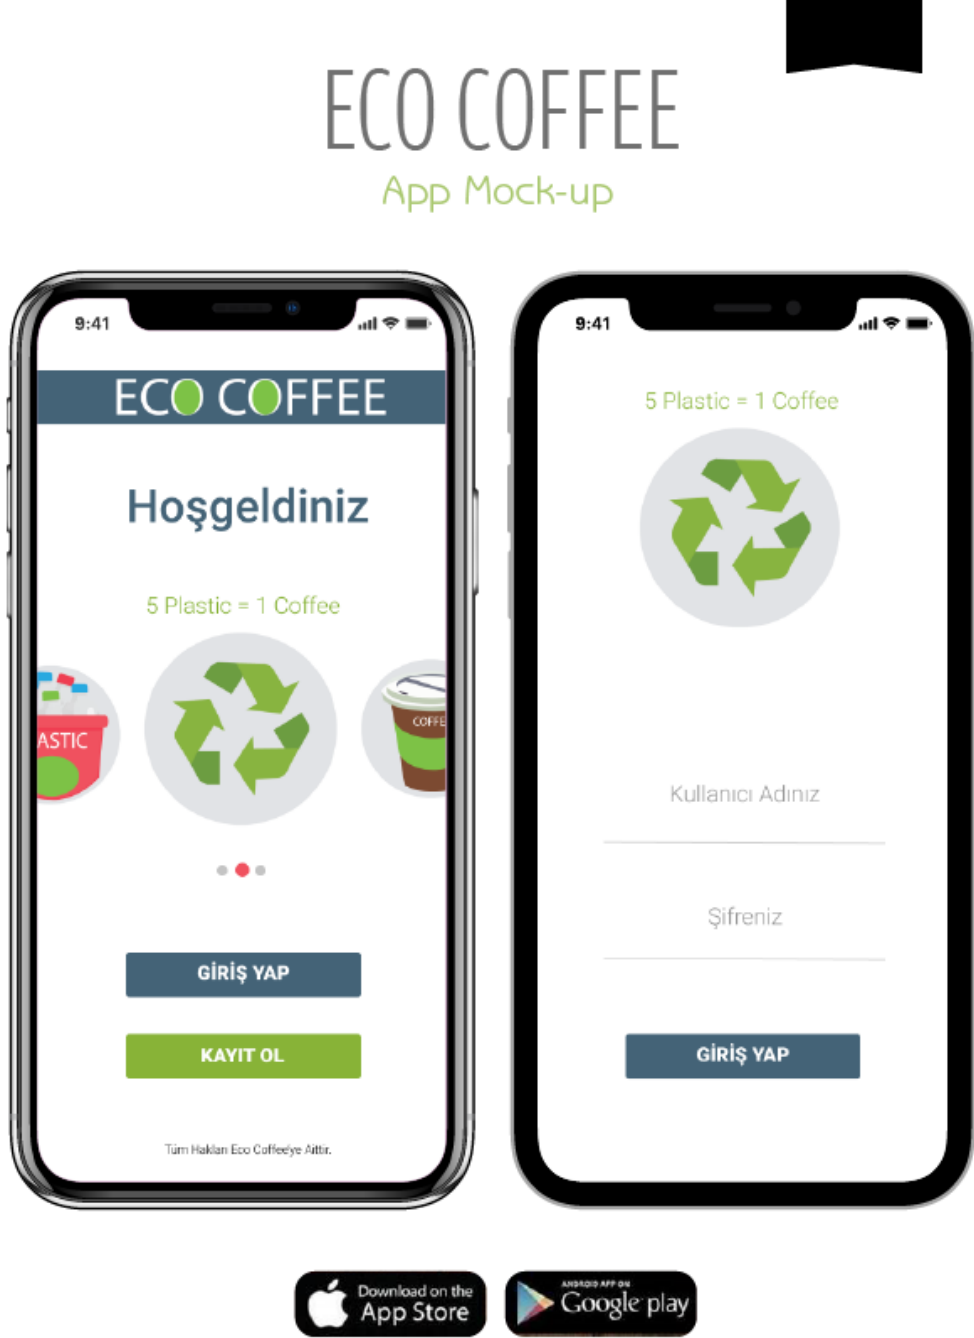 ECO COFFEE
App Mock-up
9:41
ECO COFFEE
Hoşgeldiniz
5 Plastic = 1 Coffee
ASTIC
COFFE
GİRİŞ YAP
KAYIT OL
Tüm Hakları Eco Coffee'ye Aittir.
9:41
5 Plastic = 1 Coffee
Kullanıcı Adınız
Şifreniz
GİRİŞ YAP
Download on the
App Store
ANDROID APP ON
Google play